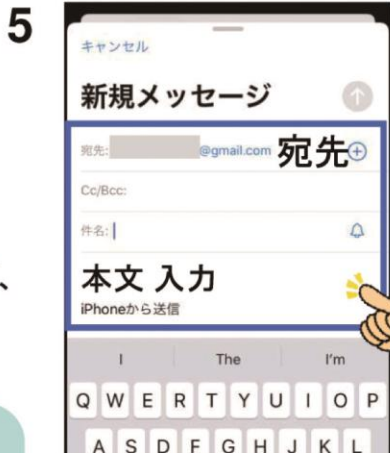 5
キャンセル
新規メッセージ
宛先: @gmail.com 宛先
Cc/Bcc:
件名:
本文 入力
iPhoneから送信
、
I The I'm
Q W E R T Y U I O P
A S D F G H J K L